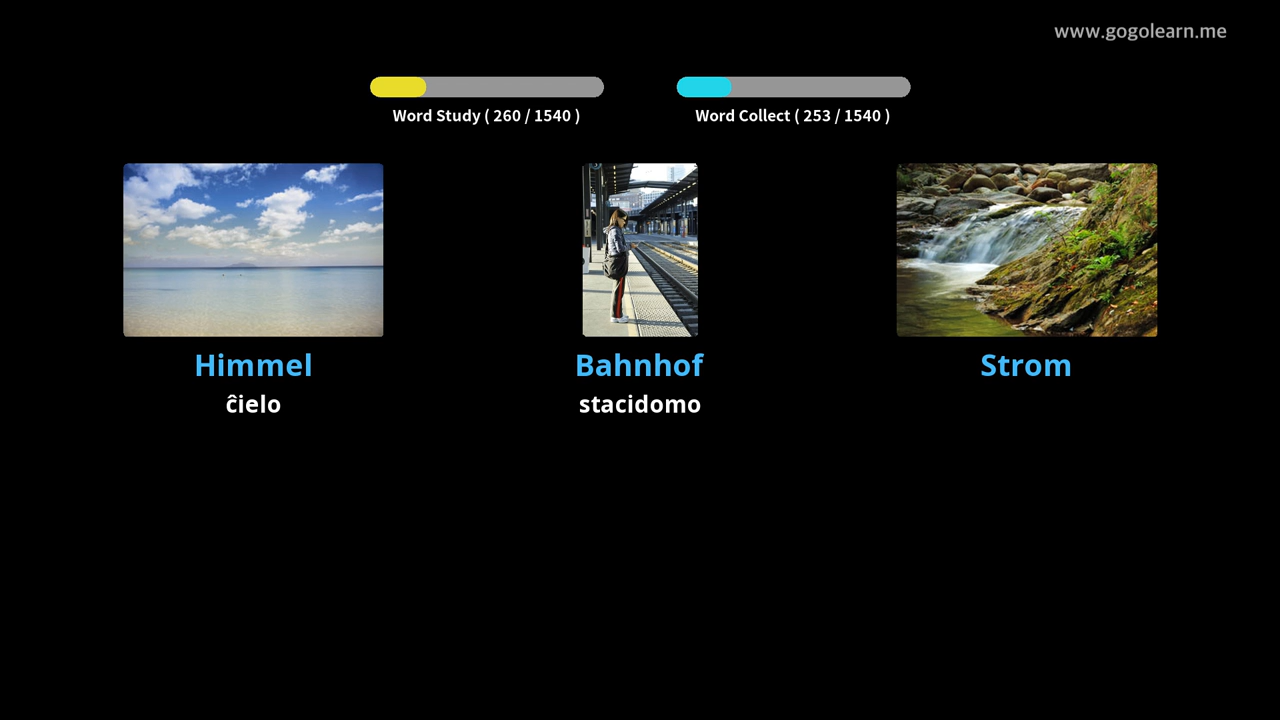 www.gogolearn.me
Word Study ( 260 / 1540 )
Word Collect ( 253 / 1540 )
Himmel
ĉielo
Bahnhof
stacidomo
Strom